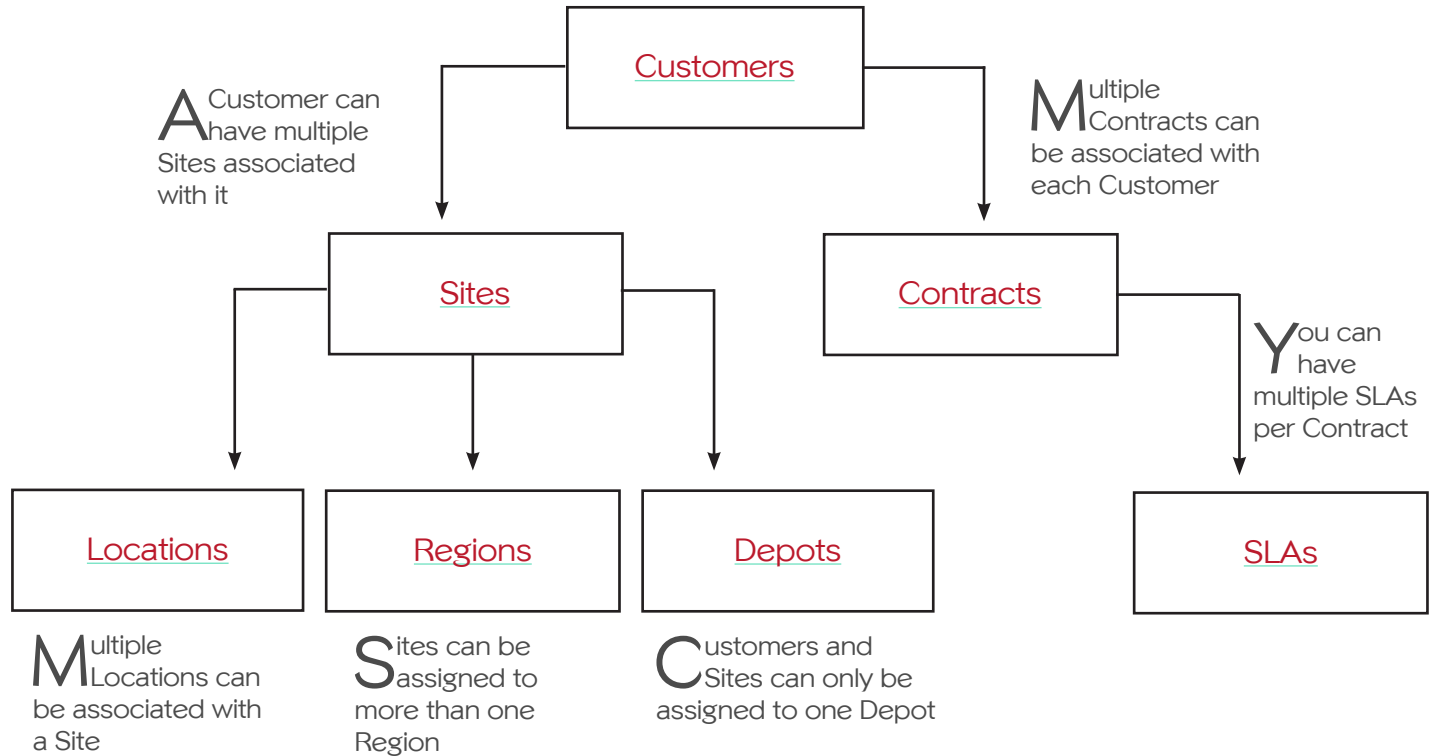 Customers
A Customer can
have multiple
Sites associated
with it
Multiple
Contracts can
be associated with
each Customer
Sites
Contracts
You can
have
multiple SLAs
per Contract
Locations
Regions
Depots
SLAs
Multiple
Locations can
be associated with
a Site
Sites can be
assigned to
more than one
Region
Customers and
Sites can only be
assigned to one Depot